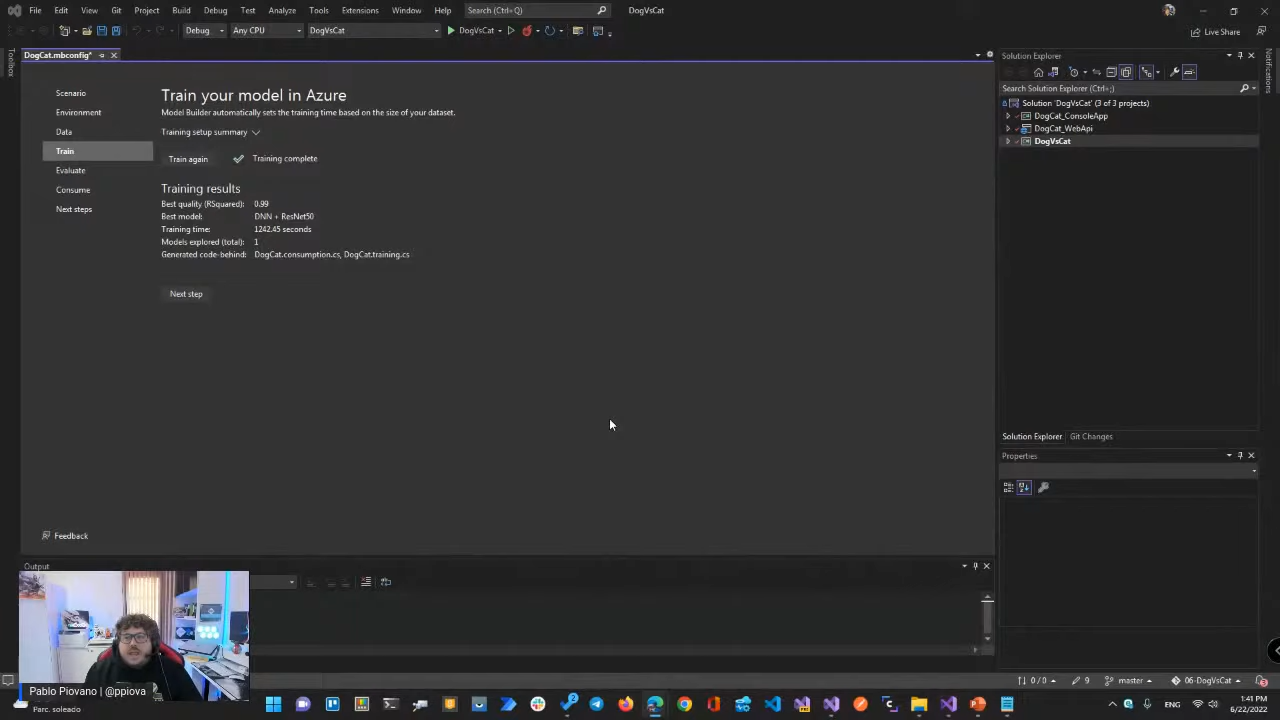 File Edit View Git Project Build Debug Test Analyze Tools Extensions Window Help Search (Ctrl+Q) DogVsCat
Debug Any CPU DogVsCat DogVsCat Live Share
Toolbox
DogCat.mbconfig*
Scenario
Environment
Data
Train
Evaluate
Consume
Next steps
Train your model in Azure
Model Builder automatically sets the training time based on the size of your dataset.
Training setup summary
Train again Training complete
Training results
Best quality (RSquared): 0.99
Best model: DNN + ResNet50
Training time: 1242.45 seconds
Models explored (total): 1
Generated code-behind: DogCat.consumption.cs, DogCat.training.cs
Next step
Feedback
Solution Explorer
Search Solution Explorer (Ctrl+;)
Solution 'DogVsCat' (3 of 3 projects)
DogCat_ConsoleApp
DogCat_WebApi
DogVsCat
Solution Explorer Git Changes
Properties
Notifications
Output
Pablo Piovano | @ppiova
0 / 0 9 master 06-DogVsCat
Parc. soleado
1:41 PM
6/22/2022